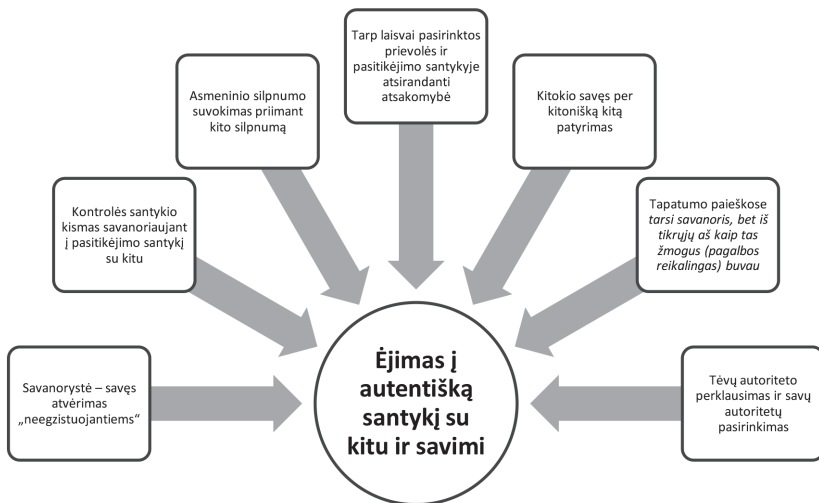 Savanorystė – savęs
atvėrimas
„neegzistuojantiems“
Kontrolės santykio
kismas savanoriaujant
į pasitikėjimo santykį
su kitu
Asmeninio silpnumo
suvokimas priimant
kito silpnumą
Tarp laisvai pasirinktos
prievolės ir
pasitikėjimo santykyje
atsirandanti
atsakomybė
Kitokio savęs per
kitonišką kitą
patyrimas
Tapatumo paieškose
tarsi savanoris, bet iš
tikrųjų aš kaip tas
žmogus (pagalbos
reikalingas) buvau
Tėvų autoriteto
perklausimas ir savų
autoritetų
pasirinkimas
Ėjimas į
autentišką
santykį su
kitu ir savimi